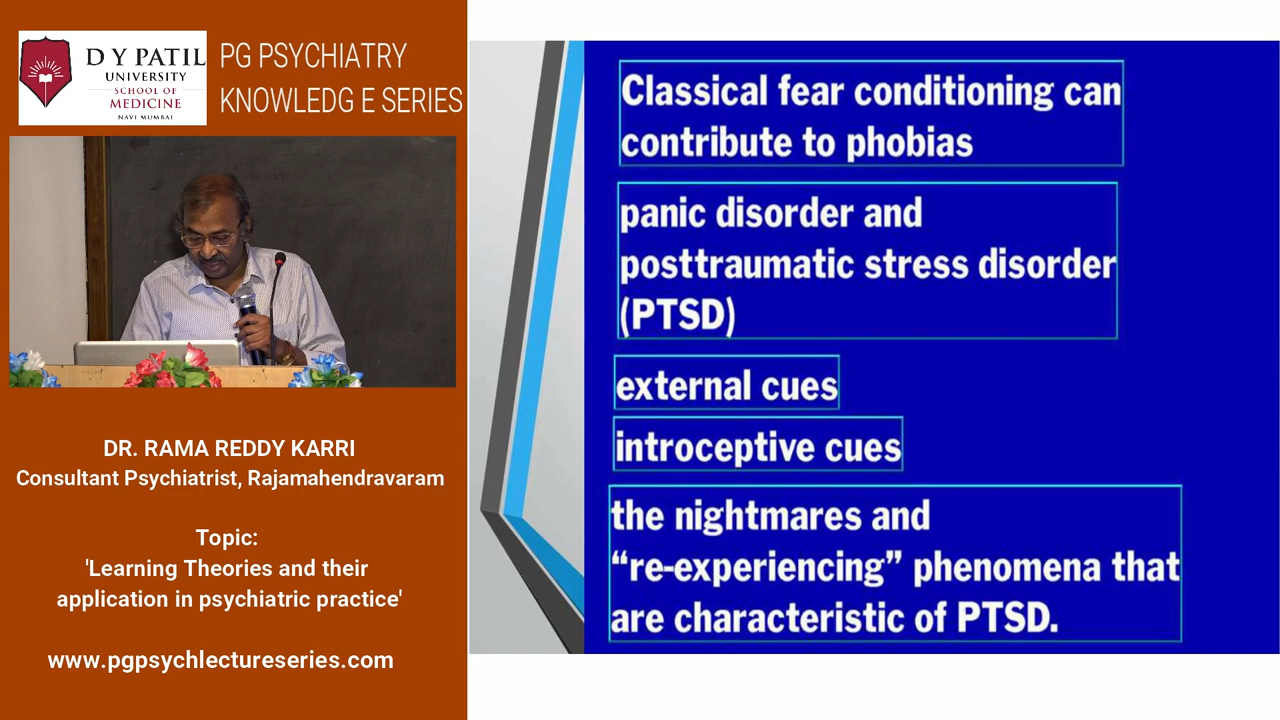 D Y PATIL
UNIVERSITY
SCHOOL OF
MEDICINE
NAVI MUMBAI
PG PSYCHIATRY
KNOWLEDG E SERIES
DR. RAMA REDDY KARRI
Consultant Psychiatrist, Rajamahendravaram
Topic:
'Learning Theories and their
application in psychiatric practice'
www.pgpsychlectureseries.com
Classical fear conditioning can
contribute to phobias
panic disorder and
posttraumatic stress disorder
(PTSD)
external cues
introceptive cues
the nightmares and
“re-experiencing” phenomena that
are characteristic of PTSD.